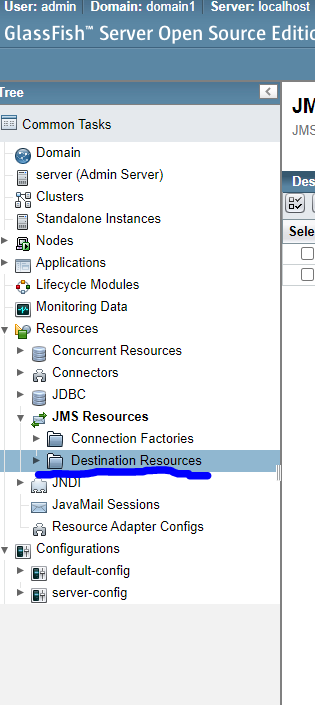 User: admin Domain: domain1 Server: localhost
GlassFish™ Server Open Source Editio
Tree
Common Tasks
Domain
server (Admin Server)
Clusters
Standalone Instances
Nodes
Applications
Lifecycle Modules
Monitoring Data
Resources
Concurrent Resources
Connectors
JDBC
JMS Resources
Connection Factories
Destination Resources
JNDI
JavaMail Sessions
Resource Adapter Configs
Configurations
default-config
server-config
JM
JMS
Des
Sele